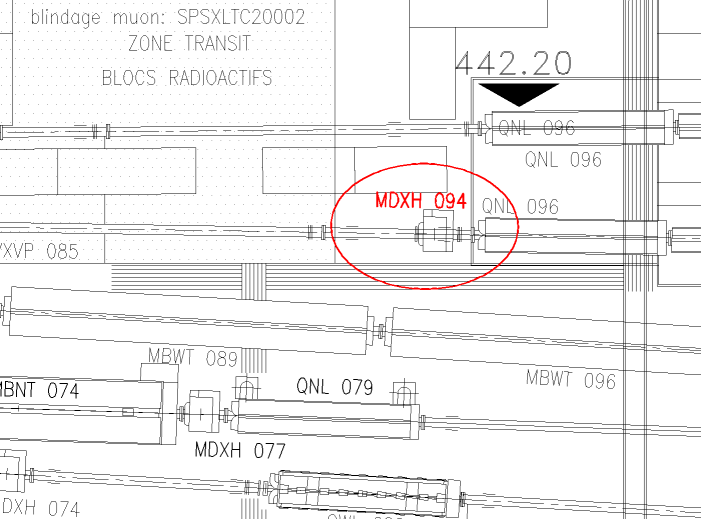 blindage muon: SPSXLTC20002
ZONE TRANSIT
BLOCS RADIOACTIFS
442.20
QNL 096
QNL 096
MDXH 094
QNL 096
VXVP 085
MBWT 089
MBWT 096
MBNT 074
QNL 079
MDXH 077
DXH 074